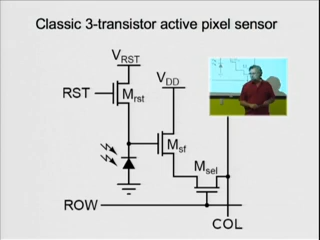 Classic 3-transistor active pixel sensor
VRST
VDD
RST
Mrst
Msf
Msel
ROW
COL